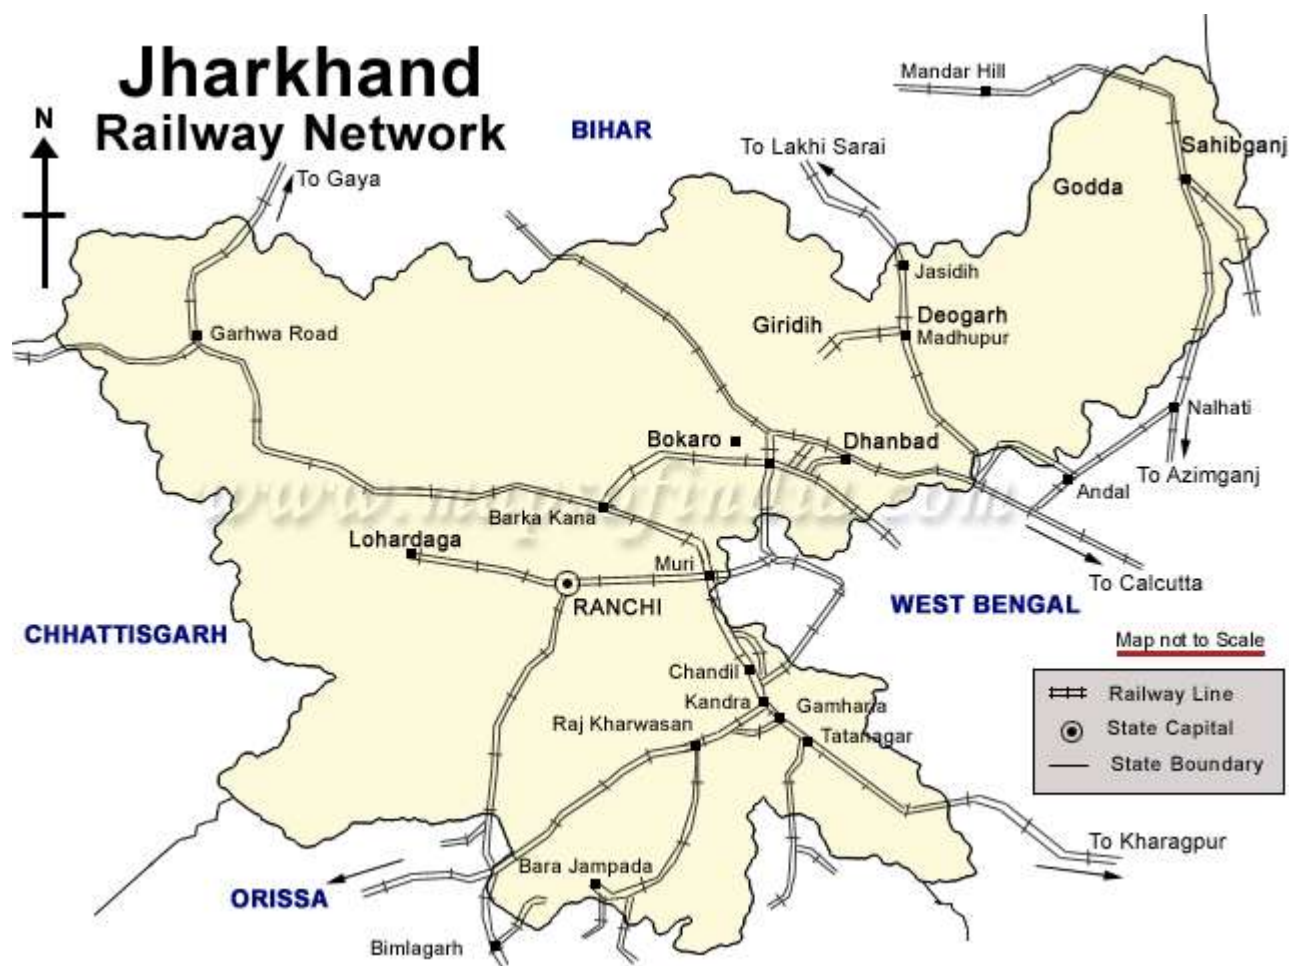 Jharkhand
Railway Network
N
BIHAR
Mandar Hill
To Lakhi Sarai
Sahibganj
To Gaya
Godda
Jasidih
Giridih
Deogarh
Garhwa Road
Madhupur
Nalhati
Bokaro
Dhanbad
To Azimganj
Andal
www.mapsofindia.com
Barka Kana
Lohardaga
Muri
To Calcutta
RANCHI
WEST BENGAL
CHHATTISGARH
Map not to Scale
Chandil
Railway Line
Kandra
Gamharia
Raj Kharwasan
State Capital
Tatanagar
State Boundary
To Kharagpur
Bara Jampada
ORISSA
Bimlagarh